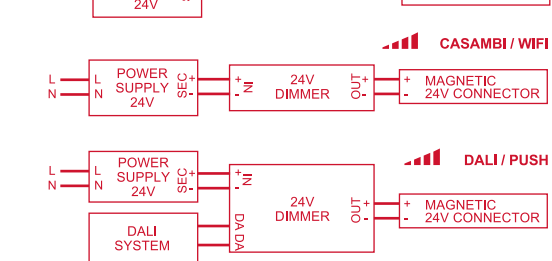 24V
CASAMBI / WIFI
L L POWER SUPPLY 24V SEC + - + - IN 24V DIMMER OUT + - + - MAGNETIC 24V CONNECTOR
N N
DALI / PUSH
L L POWER SUPPLY 24V SEC + - + - IN 24V DIMMER OUT + - + - MAGNETIC 24V CONNECTOR
N N
DALI SYSTEM DA DA